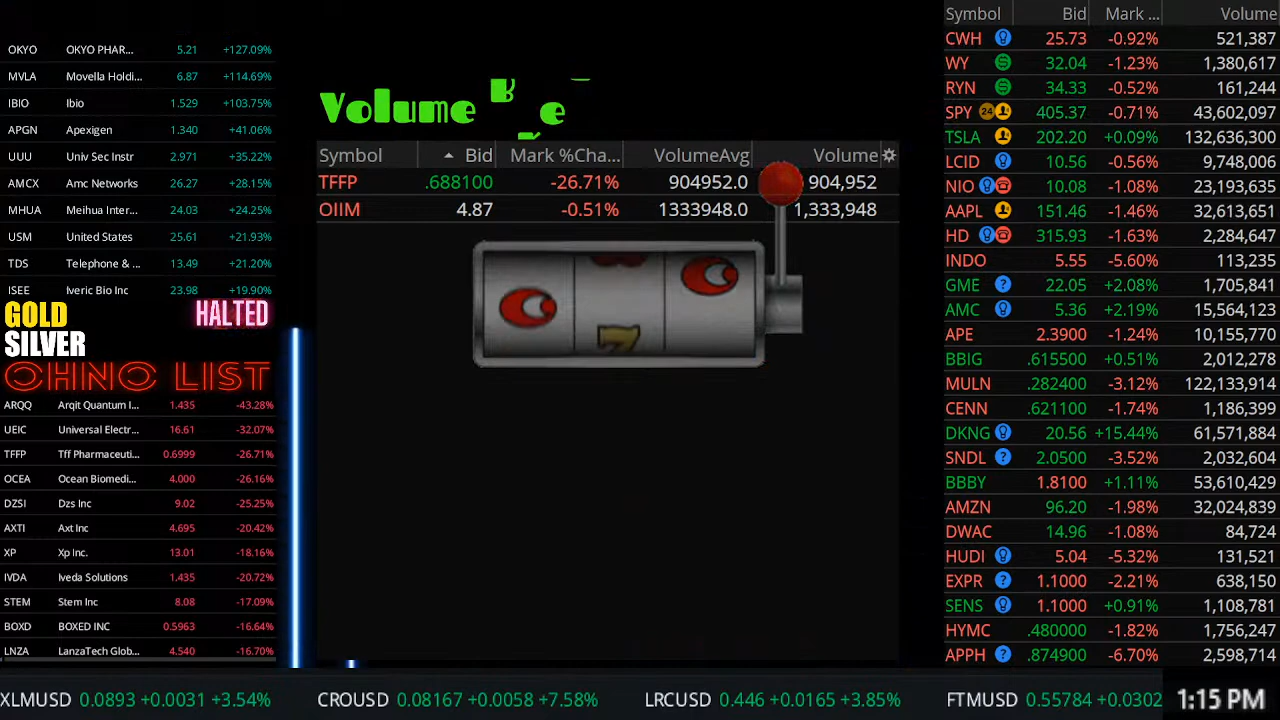 OKYO OKYO PHAR... 5.21 +127.09%
MVLA Movella Holdi... 6.87 +114.69%
IBIO Ibio 1.529 +103.75%
APGN Apexigen 1.340 +41.06%
UUU Univ Sec Instr 2.971 +35.22%
AMCX Amc Networks 26.27 +28.15%
MHUA Meihua Inter... 24.03 +24.25%
USM United States 25.61 +21.93%
TDS Telephone & ... 13.49 +21.20%
ISEE Iveric Bio Inc 23.98 +19.90%
GOLD HALTED
SILVER
OHNO LIST
ARQQ Arqit Quantum I... 1.435 -43.28%
UEIC Universal Electr... 16.61 -32.07%
TFFP Tff Pharmaceuti... 0.6999 -26.71%
OCEA Ocean Biomedi... 4.000 -26.16%
DZSI Dzs Inc 9.02 -25.25%
AXTI Axt Inc 4.695 -20.42%
XP Xp Inc. 13.01 -18.16%
IVDA Iveda Solutions 1.435 -20.72%
STEM Stem Inc 8.08 -17.09%
BOXD BOXED INC 0.5963 -16.64%
LNZA LanzaTech Glob... 4.540 -16.70%
Volume
Symbol Bid Mark %Cha... VolumeAvg Volume
TFFP .688100 -26.71% 904952.0 904,952
OIIM 4.87 -0.51% 1333948.0 1,333,948
7
Symbol Bid Mark ... Volume
CWH 25.73 -0.92% 521,387
WY 32.04 -1.23% 1,380,617
RYN 34.33 -0.52% 161,244
SPY 24 405.37 -0.71% 43,602,097
TSLA 202.20 +0.09% 132,636,300
LCID 10.56 -0.56% 9,748,006
NIO 10.08 -1.08% 23,193,635
AAPL 151.46 -1.46% 32,613,651
HD 315.93 -1.63% 2,284,647
INDO 5.55 -5.60% 113,235
GME ? 22.05 +2.08% 1,705,841
AMC ? 5.36 +2.19% 15,564,123
APE 2.3900 -1.24% 10,155,770
BBIG .615500 +0.51% 2,012,278
MULN .282400 -3.12% 122,133,914
CENN .621100 -1.74% 1,186,399
DKNG 20.56 +15.44% 61,571,884
SNDL ? 2.0500 -3.52% 2,032,604
BBBY 1.8100 +1.11% 53,610,429
AMZN 96.20 -1.98% 32,024,839
DWAC 14.96 -1.08% 84,724
HUDI 5.04 -5.32% 131,521
EXPR ? 1.1000 -2.21% 638,150
SENS 1.1000 +0.91% 1,108,781
HYMC .480000 -1.82% 1,756,247
APPH ? .874900 -6.70% 2,598,714
XLMUSD 0.0893 +0.0031 +3.54% CROUSD 0.08167 +0.0058 +7.58% LRCUSD 0.446 +0.0165 +3.85% FTMUSD 0.55784 +0.0302 1:15 PM